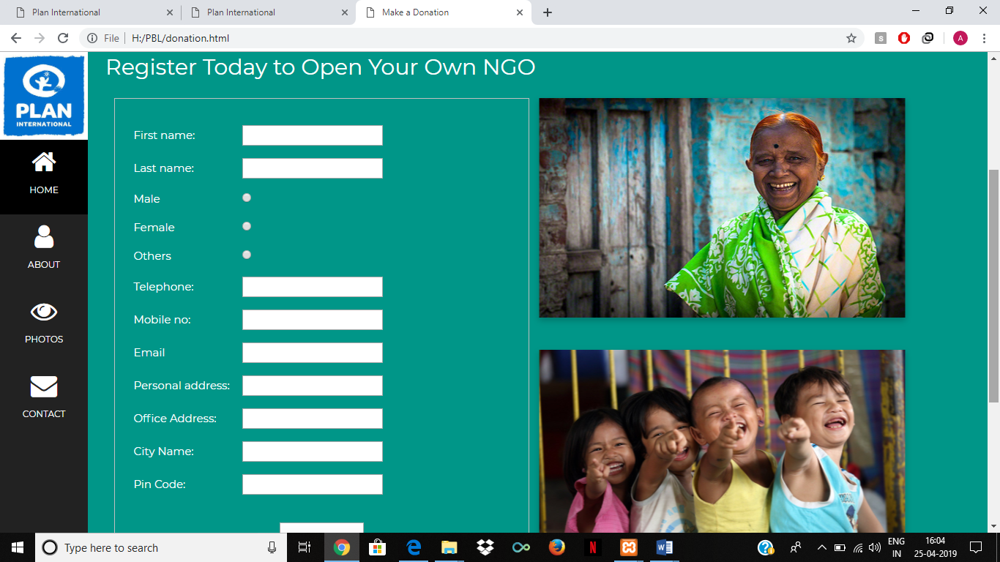 Plan International
Plan International
Make a Donation
File
H:/PBL/donation.html
S
A
PLAN
INTERNATIONAL
HOME
ABOUT
PHOTOS
CONTACT
Register Today to Open Your Own NGO
First name:
Last name:
Male
Female
Others
Telephone:
Mobile no:
Email
Personal address:
Office Address:
City Name:
Pin Code:
Type here to search
N
W
?
ENG
IN
16:04
25-04-2019